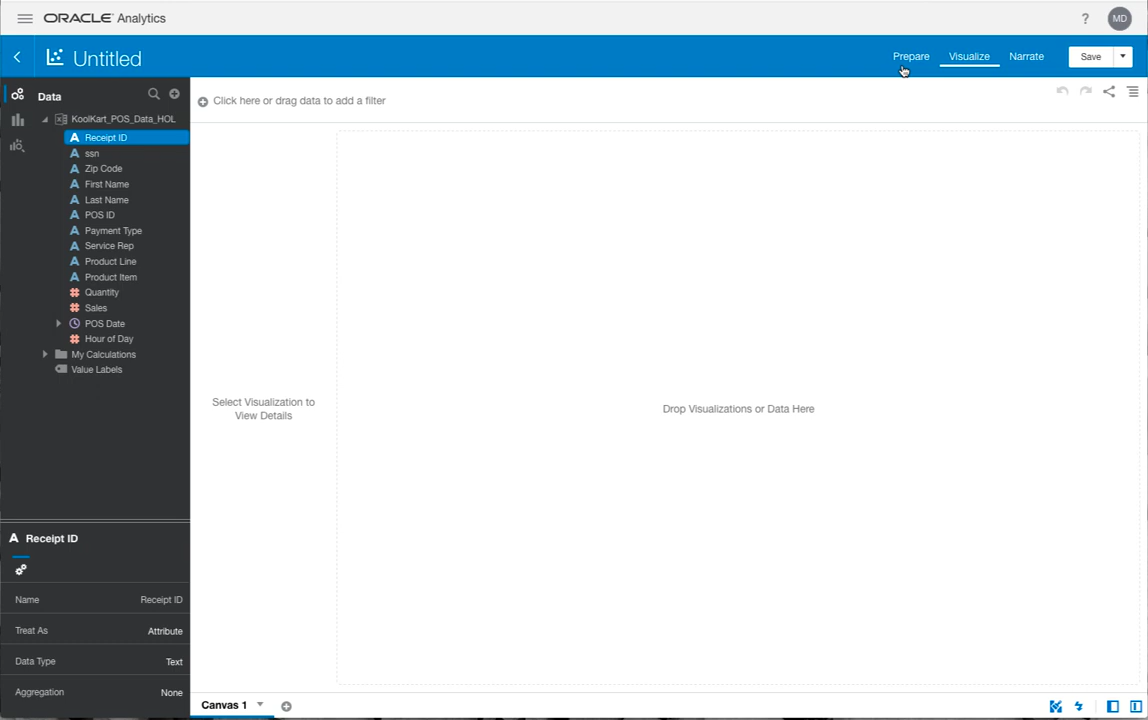 ORACLE Analytics
?
MD
Untitled
Prepare
Visualize
Narrate
Save
Data
Click here or drag data to add a filter
KoolKart_POS_Data_HOL
A Receipt ID
A ssn
A Zip Code
A First Name
A Last Name
A POS ID
A Payment Type
A Service Rep
A Product Line
A Product Item
# Quantity
# Sales
POS Date
# Hour of Day
My Calculations
Value Labels
Select Visualization to
View Details
Drop Visualizations or Data Here
A Receipt ID
Name Receipt ID
Treat As Attribute
Data Type Text
Aggregation None
Canvas 1